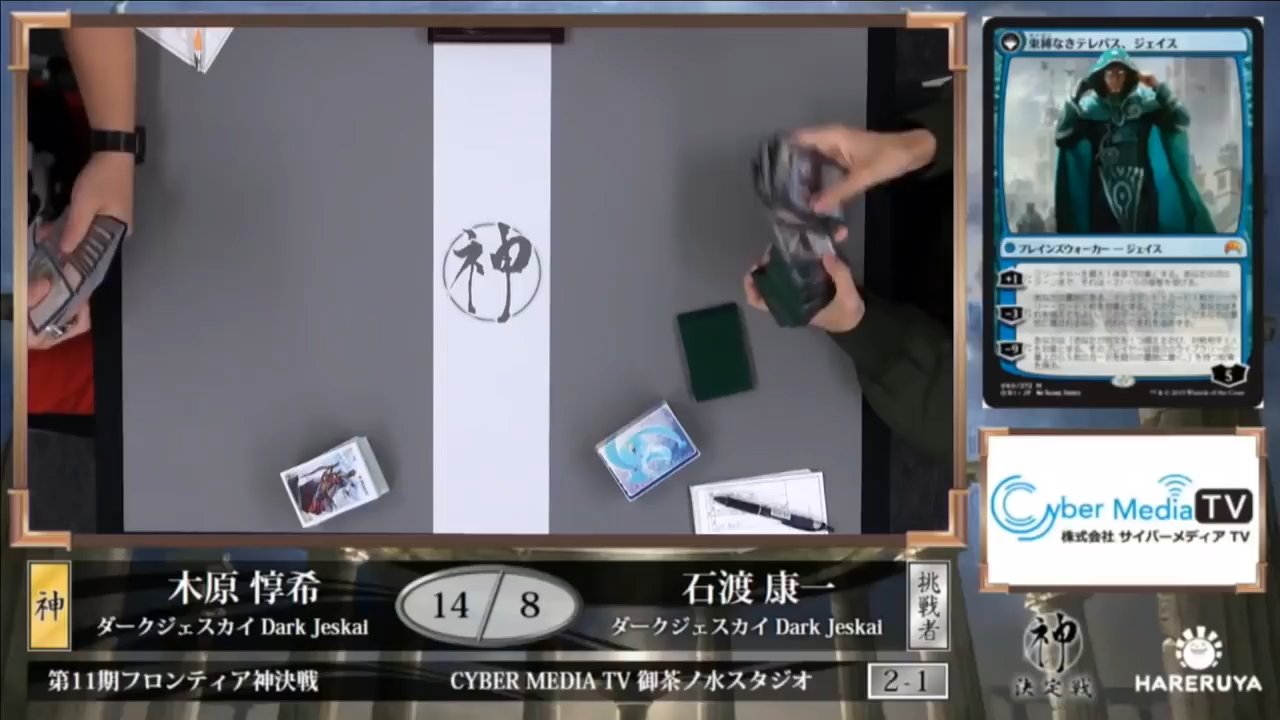 束縛なきテレパス、ジェイス
プレインズウォーカー — ジェイス
+1
-3
-9
5
神
Cyber Media TV
株式会社 サイバーメディア TV
神
木原 惇希
14 / 8
石渡 康一
挑戦者
ダークジェスカイ Dark Jeskai
ダークジェスカイ Dark Jeskai
第11期フロンティア神決戦
CYBER MEDIA TV 御茶ノ水スタジオ
2-1
神
決定戦
HARERUYA